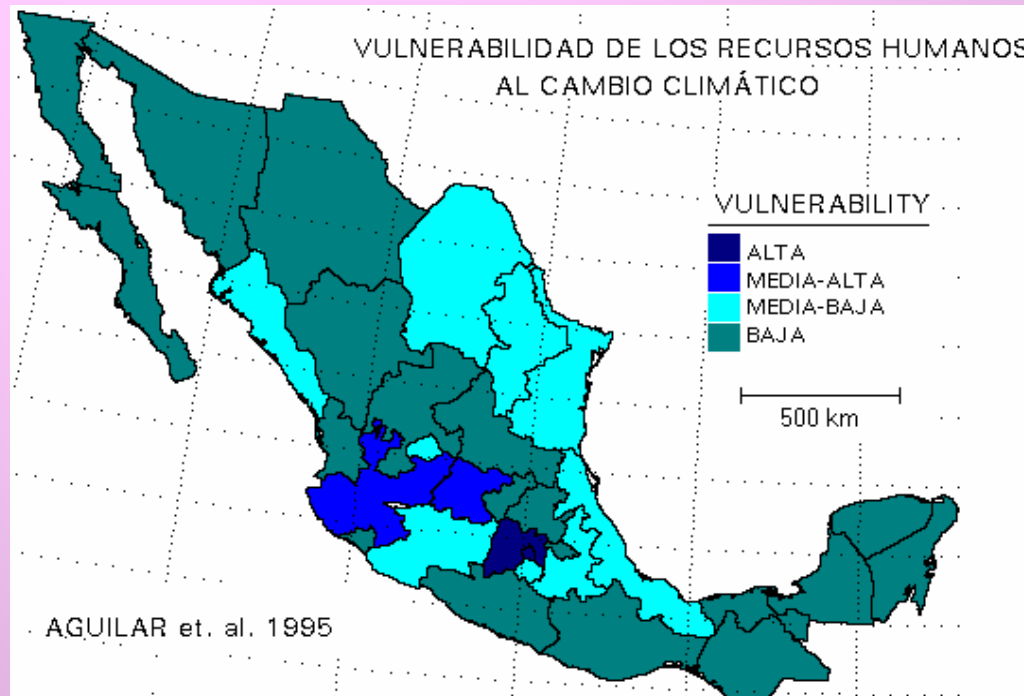 VULNERABILIDAD DE LOS RECURSOS HUMANOS
AL CAMBIO CLIMÁTICO
VULNERABILITY
ALTA
MEDIA-ALTA
MEDIA-BAJA
BAJA
500 km
AGUILAR et. al. 1995